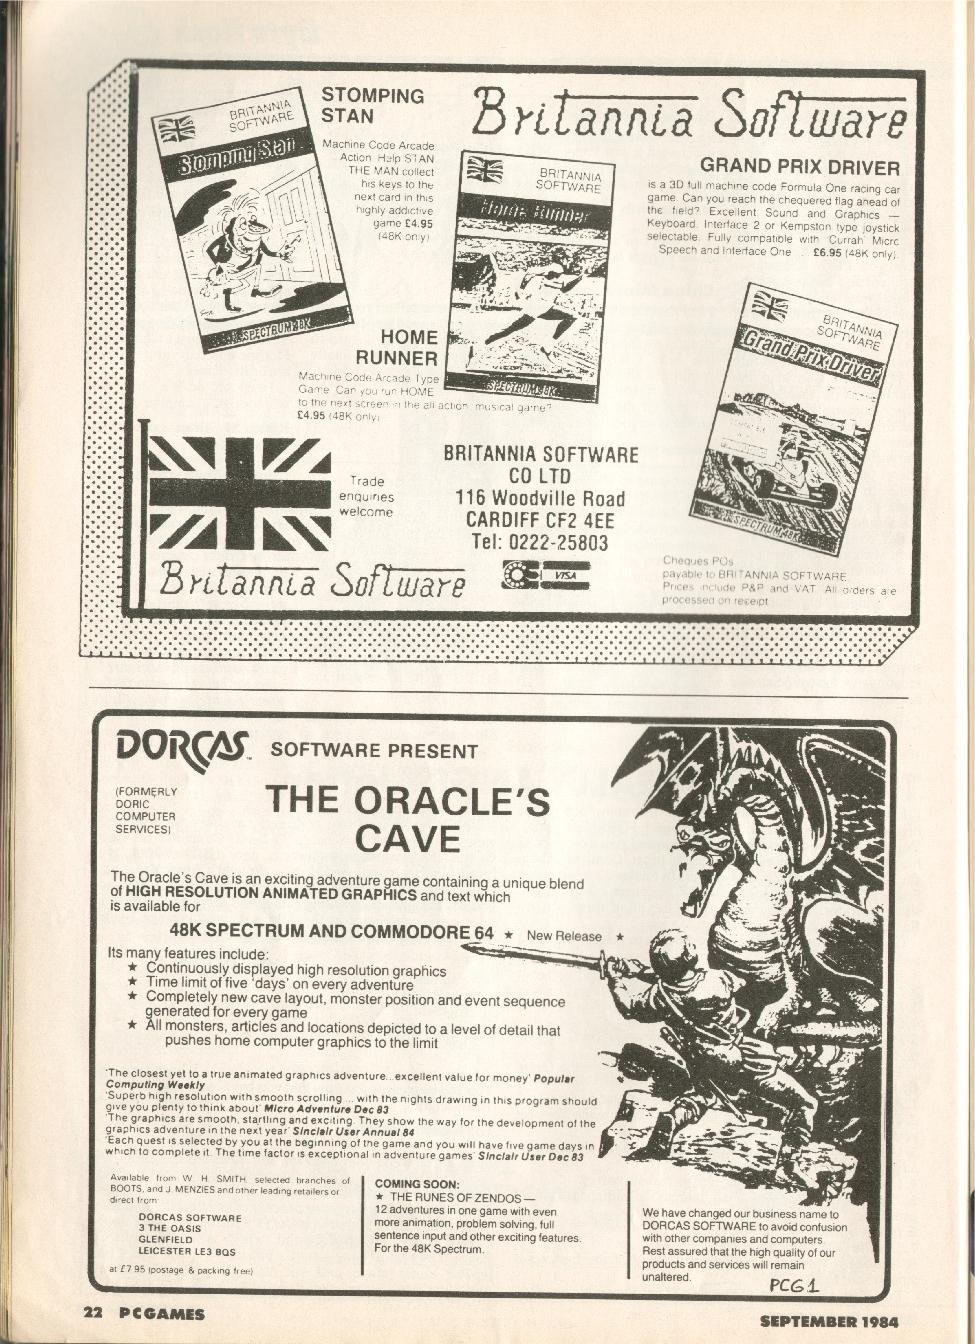 STOMPING
STAN
Machine Code Arcade
Action Help STAN
THE MAN collect
his keys to the
next card in this
highly addictive
game £4.95
(48K only)
Britannia Software
GRAND PRIX DRIVER
is a 3D full machine code Formula One racing car
game. Can you reach the chequered flag ahead of
the field? Excellent Sound and Graphics —
Keyboard. Interface 2 or Kempston type joystick
selectable. Fully compatible with 'Currah' Micro
Speech and Interface One .. £6.95 (48K only).
BRITANNIA
SOFTWARE
Stomping Stan
SPECTRUM 48K
BRITANNIA
SOFTWARE
Home Runner
SPECTRUM 48K
BRITANNIA
SOFTWARE
Grand Prix Driver
SPECTRUM 48K
HOME
RUNNER
Machine Code Arcade Type
Game. Can you run HOME
to the next screen in the all action, musical game?
£4.95 (48K only)
Trade
enquiries
welcome
Britannia Software
BRITANNIA SOFTWARE
CO LTD
116 Woodville Road
CARDIFF CF2 4EE
Tel: 0222-25803
VISA
Cheques POs
payable to BRITANNIA SOFTWARE
Prices include P&P and VAT. All orders are
processed on receipt
DORCAS™ SOFTWARE PRESENT
(FORMERLY
DORIC
COMPUTER
SERVICES)
THE ORACLE'S
CAVE
The Oracle's Cave is an exciting adventure game containing a unique blend
of HIGH RESOLUTION ANIMATED GRAPHICS and text which
is available for
48K SPECTRUM AND COMMODORE 64 ★ New Release ★
Its many features include:
★ Continuously displayed high resolution graphics
★ Time limit of five 'days' on every adventure
★ Completely new cave layout, monster position and event sequence
generated for every game
★ All monsters, articles and locations depicted to a level of detail that
pushes home computer graphics to the limit
'The closest yet to a true animated graphics adventure...excellent value for money' Popular
Computing Weekly
'Superb high resolution with smooth scrolling ... with the nights drawing in this program should
give you plenty to think about' Micro Adventure Dec 83
'The graphics are smooth, startling and exciting. They show the way for the development of the
graphics adventure in the next year' Sinclair User Annual 84
'Each quest is selected by you at the beginning of the game and you will have five game days in
which to complete it. The time factor is exceptional in adventure games' Sinclair User Dec 83
Available from W. H. SMITH, selected branches of
BOOTS, and J. MENZIES and other leading retailers or
direct from:
DORCAS SOFTWARE
3 THE OASIS
GLENFIELD
LEICESTER LE3 8QS
at £7.95 (postage & packing free)
COMING SOON:
★ THE RUNES OF ZENDOS —
12 adventures in one game with even
more animation, problem solving, full
sentence input and other exciting features.
For the 48K Spectrum.
We have changed our business name to
DORCAS SOFTWARE to avoid confusion
with other companies and computers.
Rest assured that the high quality of our
products and services will remain
unaltered.
PCG1
22 PCGAMES
SEPTEMBER 1984